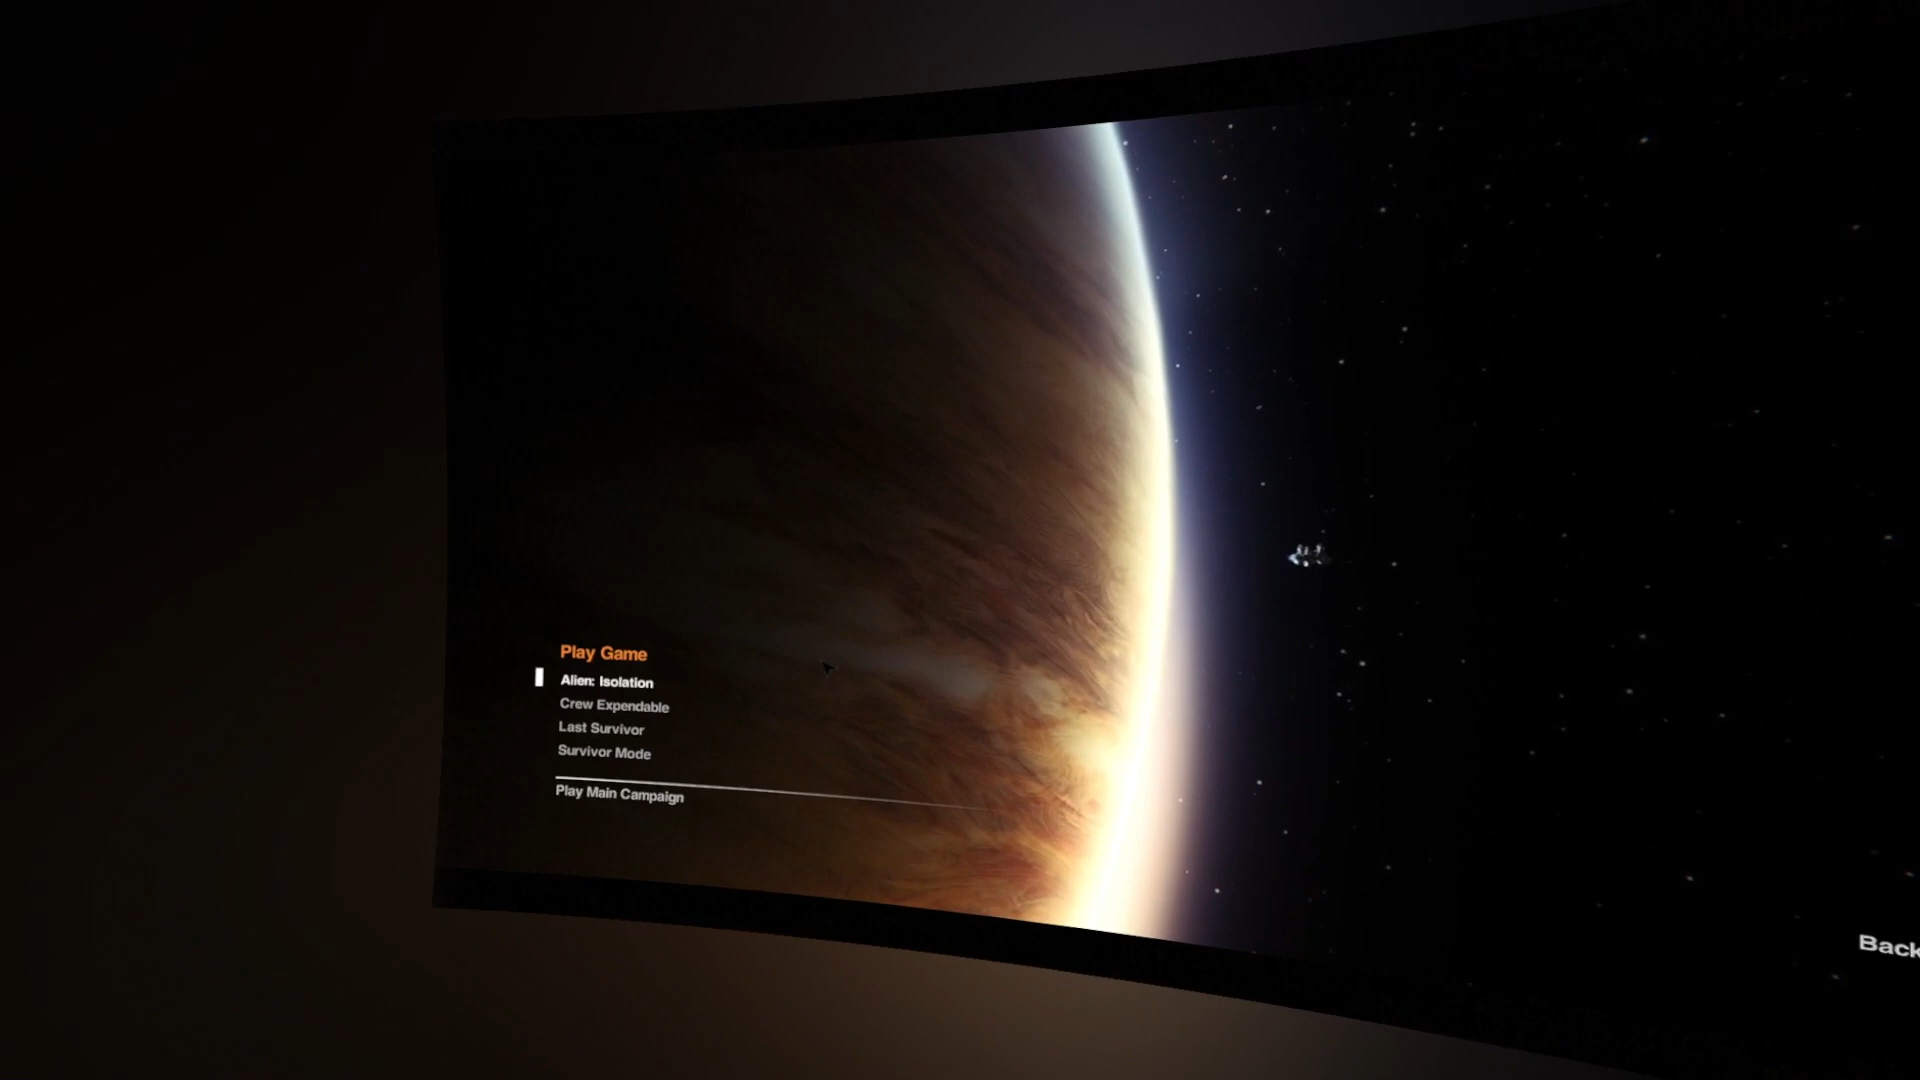 Play Game
Alien: Isolation
Crew Expendable
Last Survivor
Survivor Mode
Play Main Campaign
Back